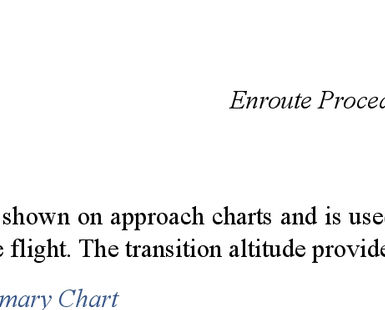 Enroute Proced
shown on approach charts and is used
e flight. The transition altitude provide
mary Chart